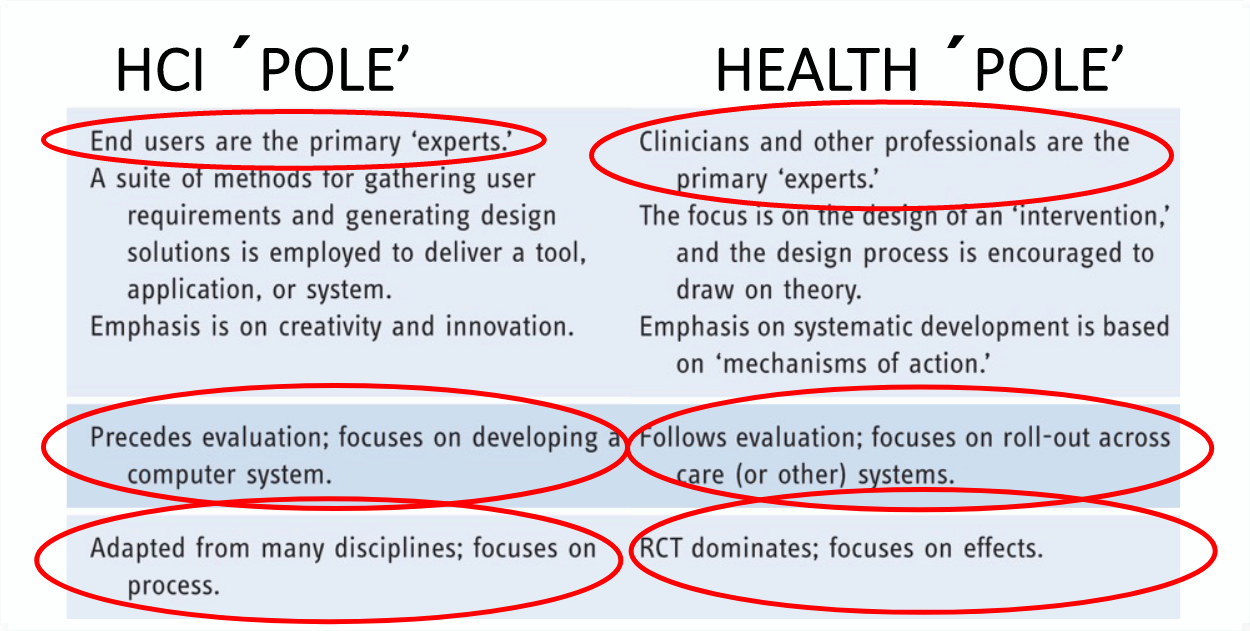 HCI ´POLE’
HEALTH ´POLE’
End users are the primary ‘experts.’
A suite of methods for gathering user
requirements and generating design
solutions is employed to deliver a tool,
application, or system.
Emphasis is on creativity and innovation.
Clinicians and other professionals are the
primary ‘experts.’
The focus is on the design of an ‘intervention,’
and the design process is encouraged to
draw on theory.
Emphasis on systematic development is based
on ‘mechanisms of action.’
Precedes evaluation; focuses on developing a
computer system.
Follows evaluation; focuses on roll-out across
care (or other) systems.
Adapted from many disciplines; focuses on
process.
RCT dominates; focuses on effects.